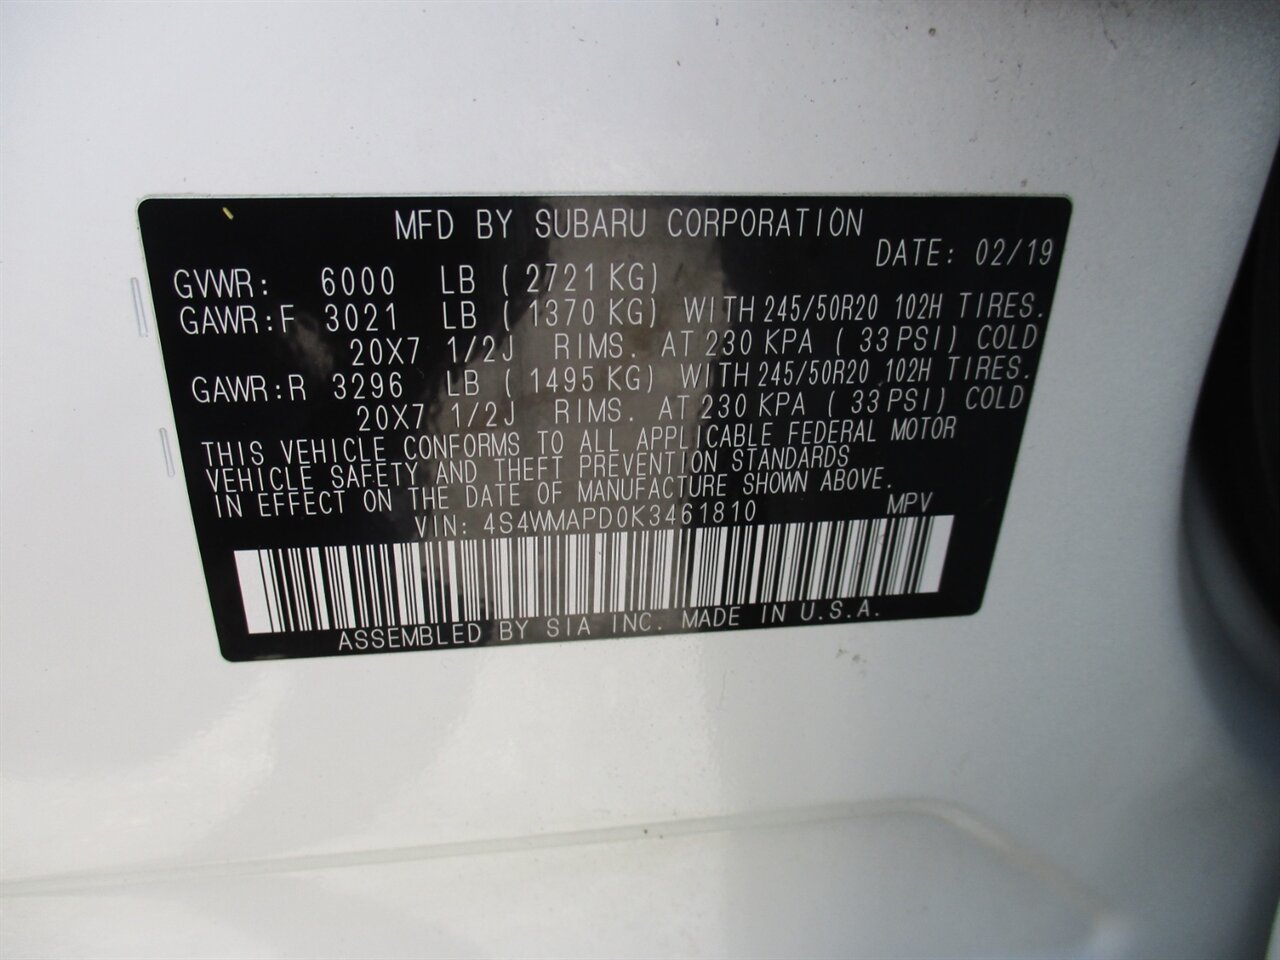 MFD BY SUBARU CORPORATION
DATE: 02/19
GVWR: 6000 LB ( 2721 KG)
GAWR:F 3021 LB ( 1370 KG) WITH 245/50R20 102H TIRES.
20X7 1/2J RIMS. AT 230 KPA ( 33 PSI) COLD
GAWR:R 3296 LB ( 1495 KG) WITH 245/50R20 102H TIRES.
20X7 1/2J RIMS. AT 230 KPA ( 33 PSI) COLD
THIS VEHICLE CONFORMS TO ALL APPLICABLE FEDERAL MOTOR
VEHICLE SAFETY AND THEFT PREVENTION STANDARDS
IN EFFECT ON THE DATE OF MANUFACTURE SHOWN ABOVE.
VIN: 4S4WMAPD0K3461810 MPV
ASSEMBLED BY SIA INC. MADE IN U.S.A.